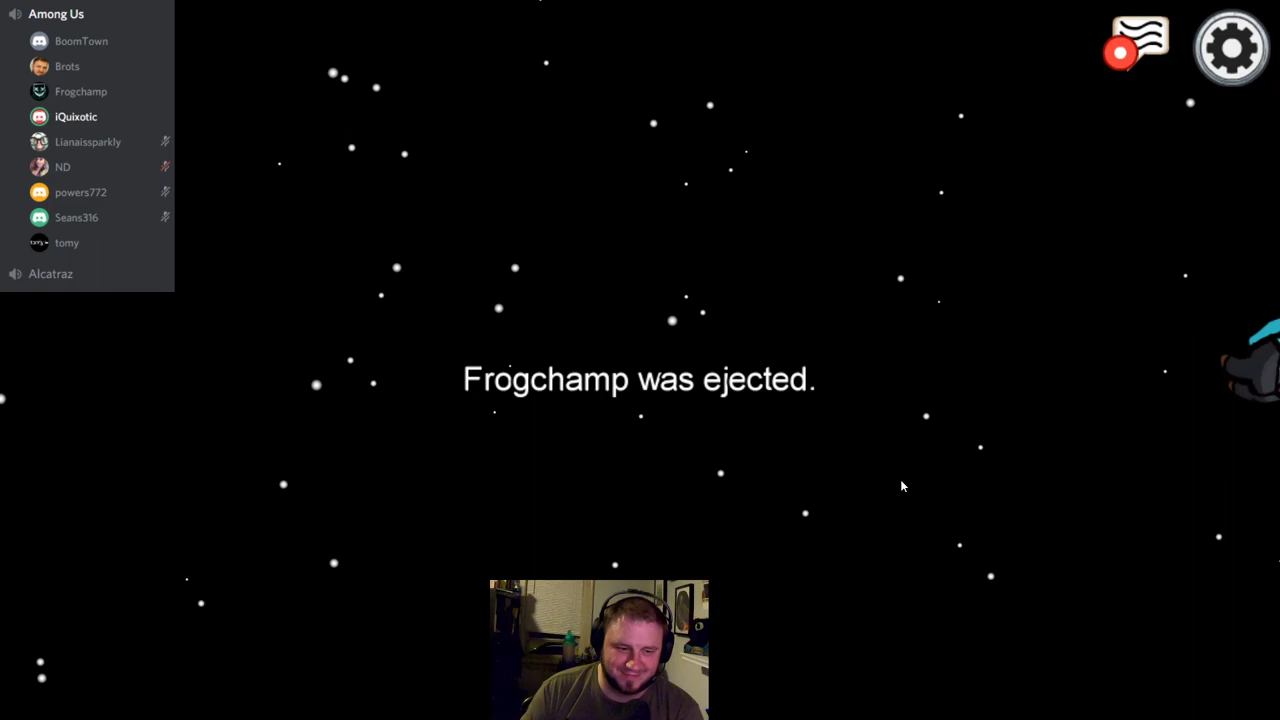 Among Us
BoomTown
Brots
Frogchamp
iQuixotic
Lianaissparkly
ND
powers772
Seans316
tomy
Alcatraz
Frogchamp was ejected.